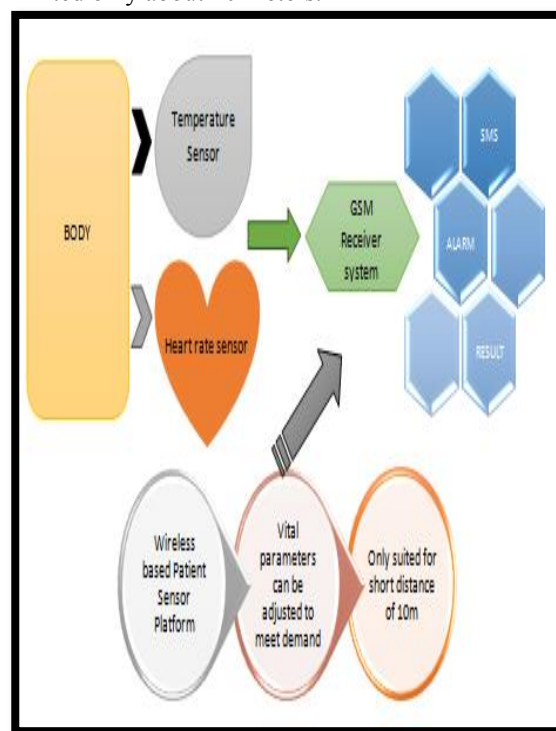 Temperature
Sensor
BODY
Heart rate sensor
GSM
Receiver
system
SMS
ALARM
RESULT
Wireless
based Patient
Sensor
Platform
Vital
parameters
can be
adjusted to
meet demand
Only suited for
short distance
of 10m